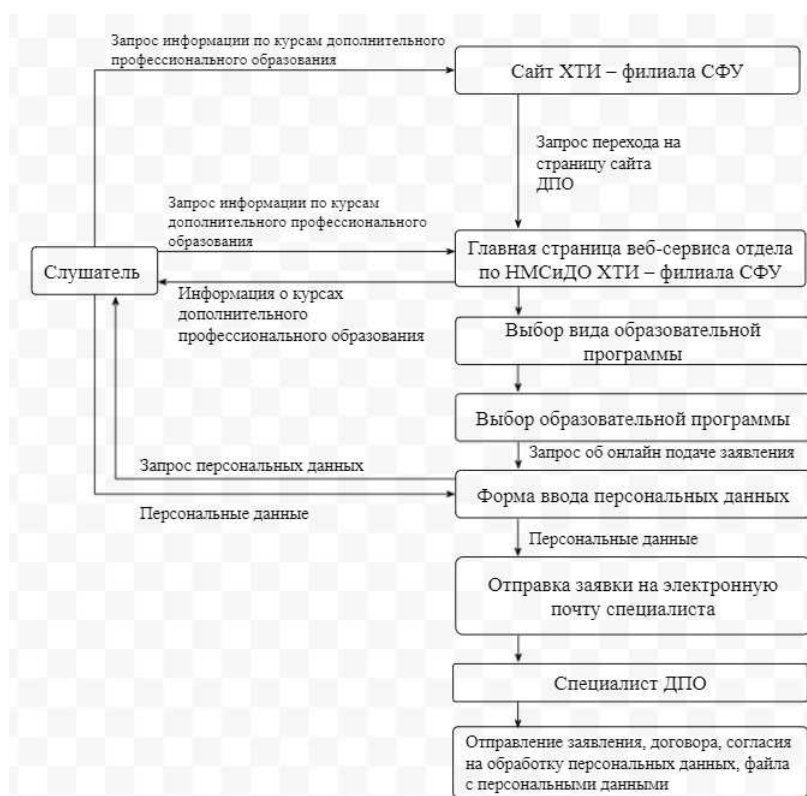 Запрос информации по курсам дополнительного
профессионального образования
Сайт ХТИ – филиала СФУ
Запрос перехода на
страницу сайта
ДПО
Запрос информации по курсам
дополнительного профессионального
образования
Слушатель
Главная страница веб-сервиса отдела
по НМСиДО ХТИ – филиала СФУ
Информация о курсах
дополнительного
профессионального образования
Выбор вида образовательной
программы
Выбор образовательной программы
Запрос об онлайн подаче заявления
Запрос персональных данных
Форма ввода персональных данных
Персональные данные
Персональные данные
Отправка заявки на электронную
почту специалиста
Специалист ДПО
Отправление заявления, договора, согласия
на обработку персональных данных, файла
с персональными данными